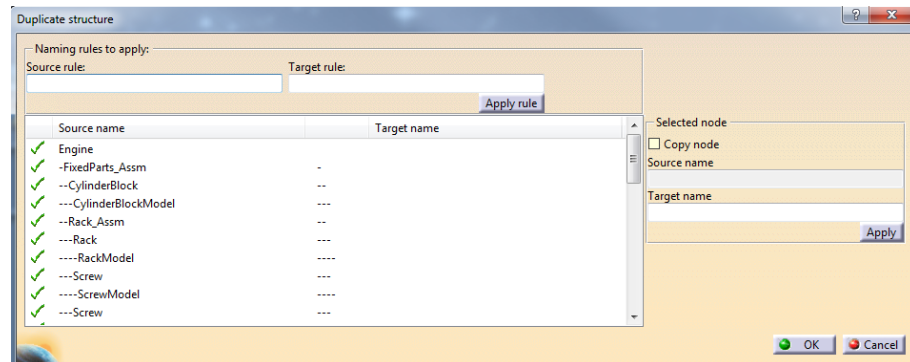 Duplicate structure
Naming rules to apply:
Source rule: Target rule:
Apply rule
Source name Target name
Engine
-FixedParts_Assm -
--CylinderBlock --
---CylinderBlockModel ---
--Rack_Assm --
---Rack ---
----RackModel ----
---Screw ---
----ScrewModel ----
---Screw ---
Selected node
Copy node
Source name
Target name
Apply
OK Cancel